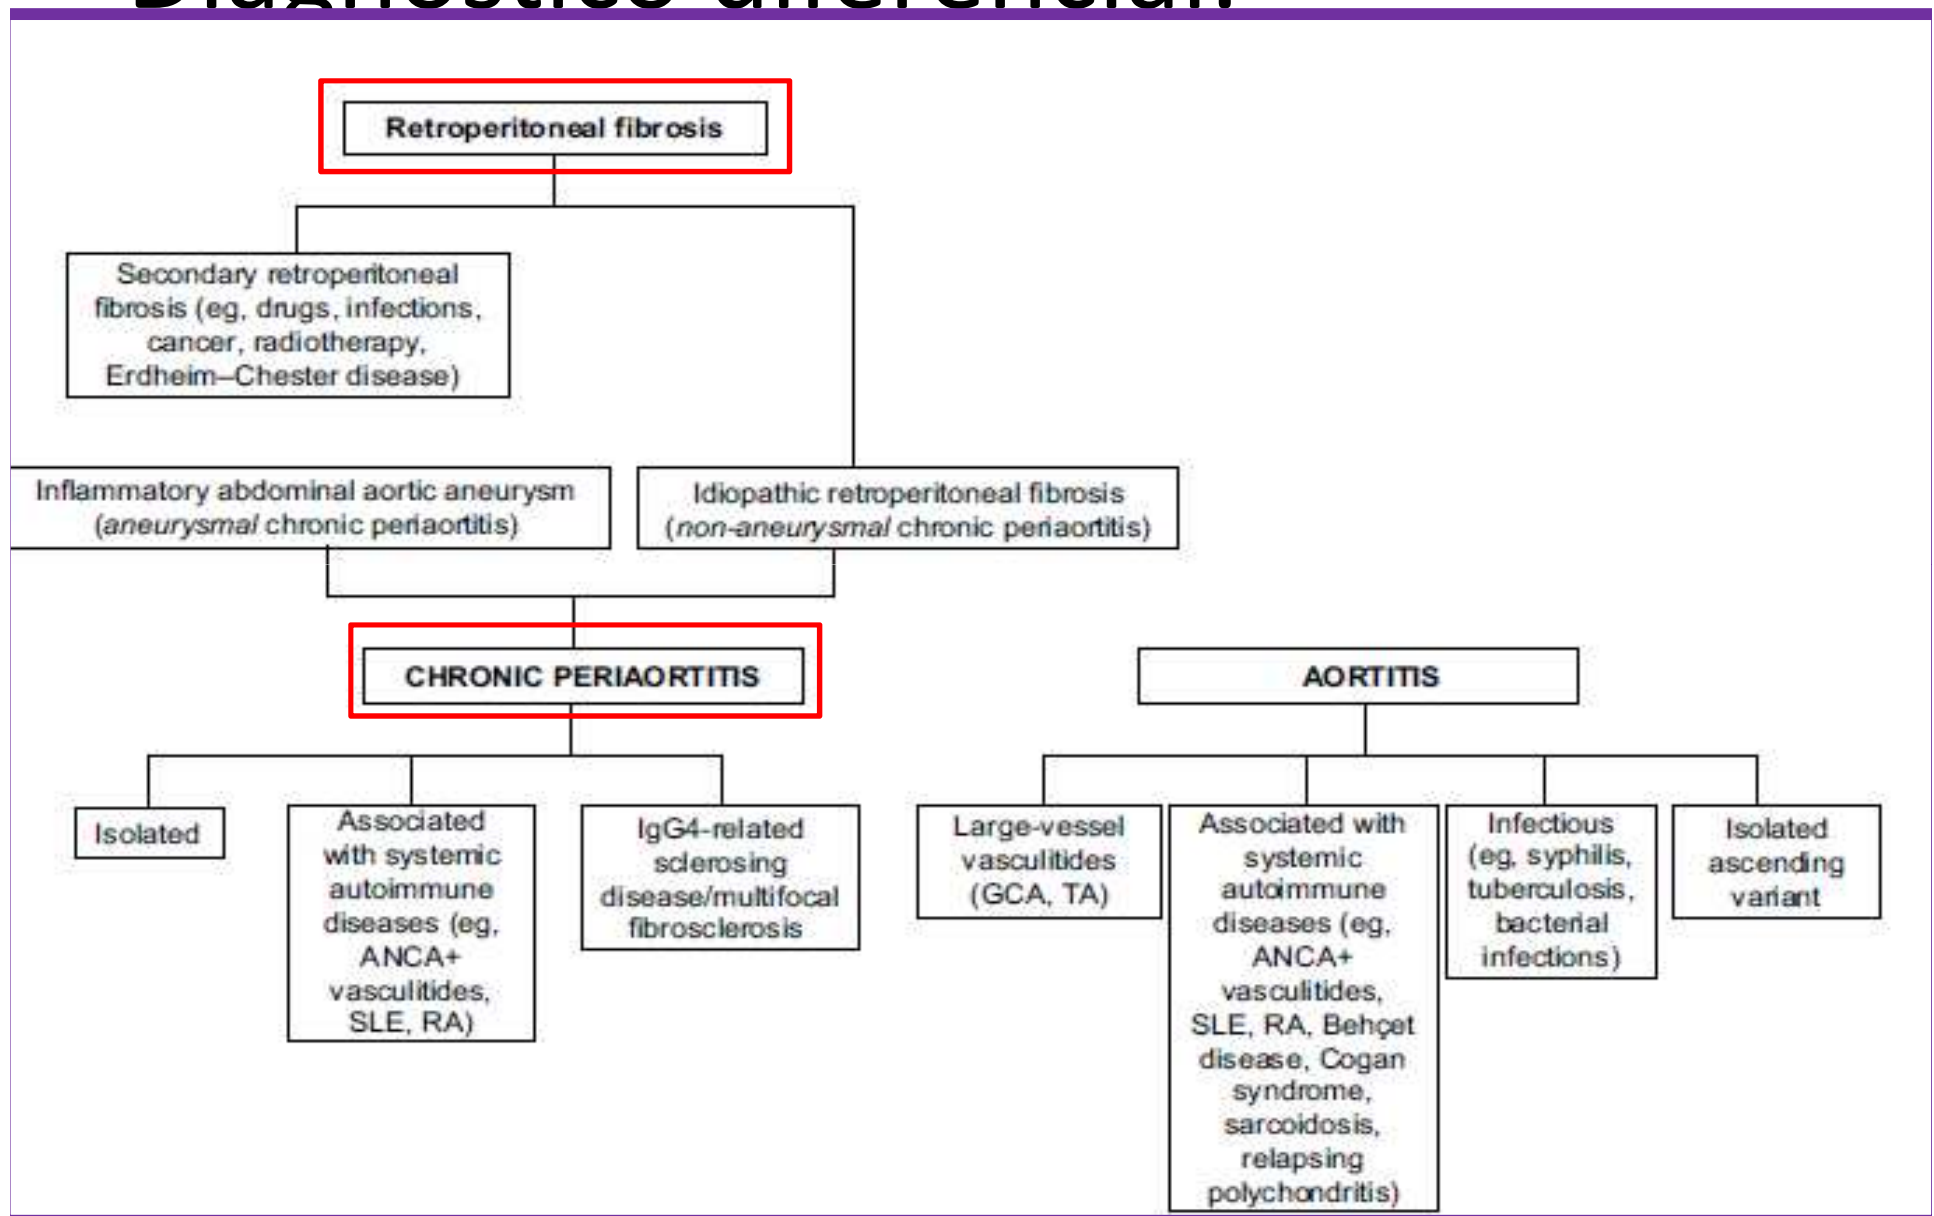 Diagnóstico diferencial:
Retroperitoneal fibrosis
Secondary retroperitoneal
fibrosis (eg, drugs, infections,
cancer, radiotherapy,
Erdheim–Chester disease)
Inflammatory abdominal aortic aneurysm
(aneurysmal chronic periaortitis)
Idiopathic retroperitoneal fibrosis
(non-aneurysmal chronic periaortitis)
CHRONIC PERIAORTITIS
AORTITIS
Isolated
Associated
with systemic
autoimmune
diseases (eg,
ANCA+
vasculitides,
SLE, RA)
IgG4-related
sclerosing
disease/multifocal
fibrosclerosis
Large-vessel
vasculitides
(GCA, TA)
Associated with
systemic
autoimmune
diseases (eg,
ANCA+
vasculitides,
SLE, RA, Behçet
disease, Cogan
syndrome,
sarcoidosis,
relapsing
polychondritis)
Infectious
(eg, syphilis,
tuberculosis,
bacterial
infections)
Isolated
ascending
variant